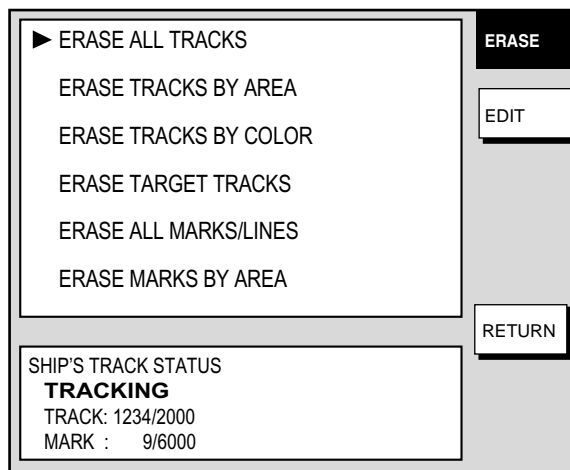 ERASE ALL TRACKS
ERASE TRACKS BY AREA
ERASE TRACKS BY COLOR
ERASE TARGET TRACKS
ERASE ALL MARKS/LINES
ERASE MARKS BY AREA
ERASE
EDIT
RETURN
SHIP'S TRACK STATUS
TRACKING
TRACK: 1234/2000
MARK : 9/6000